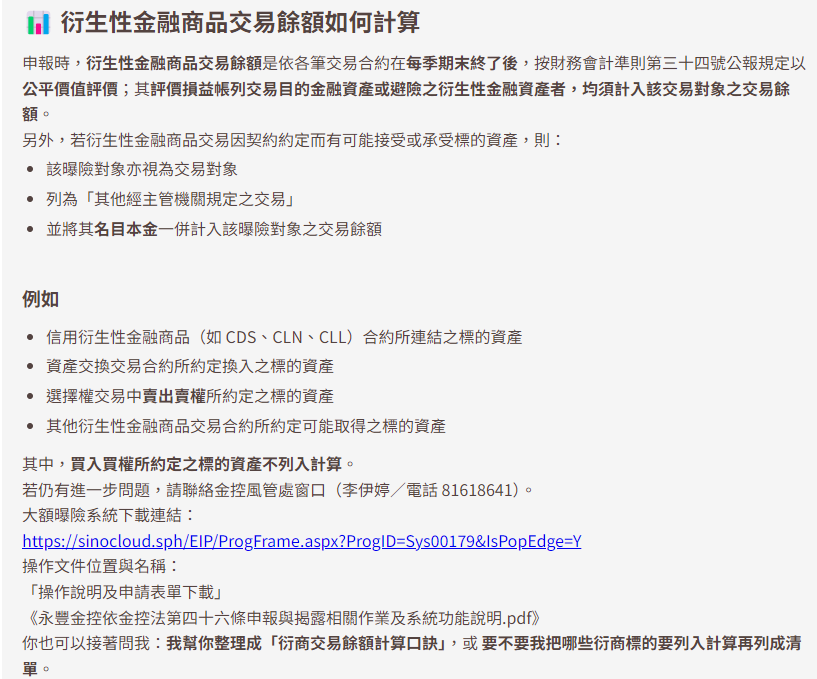 衍生性金融商品交易餘額如何計算
申報時，衍生性金融商品交易餘額是依各筆交易合約在每季期末終了後，按財務會計準則第三十四號公報規定以
公平價值評價；其評價損益帳列交易目的金融資產或避險之衍生性金融資產者，均須計入該交易對象之交易餘
額。
另外，若衍生性金融商品交易因契約約定而有可能接受或承受標的資產，則：
• 該曝險對象亦視為交易對象
• 列為「其他經主管機關規定之交易」
• 並將其名目本金一併計入該曝險對象之交易餘額
例如
• 信用衍生性金融商品（如 CDS、CLN、CLL）合約所連結之標的資產
• 資產交換交易合約所約定換入之標的資產
• 選擇權交易中賣出賣權所約定之標的資產
• 其他衍生性金融商品交易合約所約定可能取得之標的資產
其中，買入買權所約定之標的資產不列入計算。
若仍有進一步問題，請聯絡金控風管處窗口（李伊婷／電話 81618641）。
大額曝險系統下載連結：
https://sinocloud.sph/EIP/ProgFrame.aspx?ProgID=Sys00179&IsPopEdge=Y
操作文件位置與名稱：
「操作說明及申請表單下載」
《永豐金控依金控法第四十六條申報與揭露相關作業及系統功能說明.pdf》
你也可以接著問我：我幫你整理成「衍商交易餘額計算口訣」，或 要不要我把哪些衍商標的要列入計算再列成清
單。